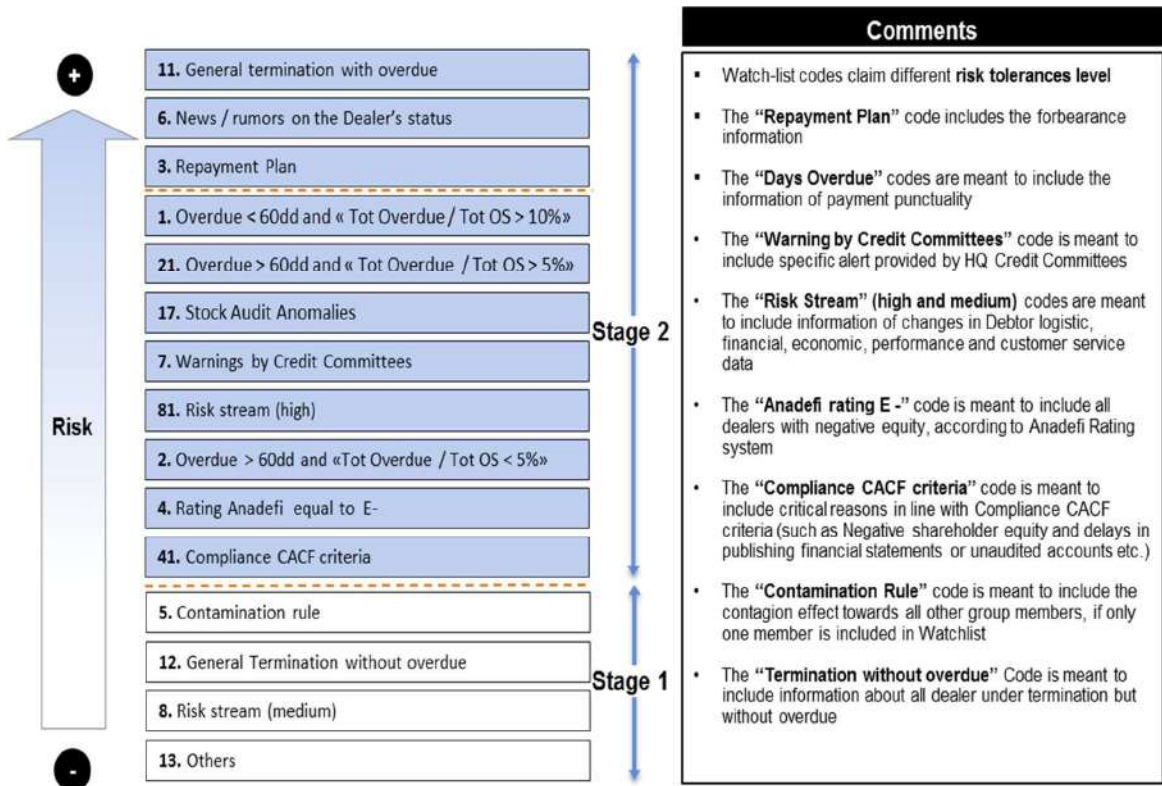 +
Risk
-
11. General termination with overdue
6. News / rumors on the Dealer's status
3. Repayment Plan
1. Overdue < 60dd and « Tot Overdue / Tot OS > 10%»
21. Overdue > 60dd and « Tot Overdue / Tot OS > 5%»
17. Stock Audit Anomalies
7. Warnings by Credit Committees
81. Risk stream (high)
2. Overdue > 60dd and «Tot Overdue / Tot OS < 5%»
4. Rating Anadefi equal to E-
41. Compliance CACF criteria
5. Contamination rule
12. General Termination without overdue
8. Risk stream (medium)
13. Others
Stage 2
Stage 1
Comments
▪ Watch-list codes claim different risk tolerances level
▪ The “Repayment Plan” code includes the forbearance
information
▪ The “Days Overdue” codes are meant to include the
information of payment punctuality
• The “Warning by Credit Committees” code is meant to
include specific alert provided by HQ Credit Committees
• The “Risk Stream” (high and medium) codes are meant
to include information of changes in Debtor logistic,
financial, economic, performance and customer service
data
• The “Anadefi rating E -” code is meant to include all
dealers with negative equity, according to Anadefi Rating
system
• The “Compliance CACF criteria” code is meant to
include critical reasons in line with Compliance CACF
criteria (such as Negative shareholder equity and delays in
publishing financial statements or unaudited accounts etc.)
• The “Contamination Rule” code is meant to include the
contagion effect towards all other group members, if only
one member is included in Watchlist
• The “Termination without overdue” Code is meant to
include information about all dealer under termination but
without overdue